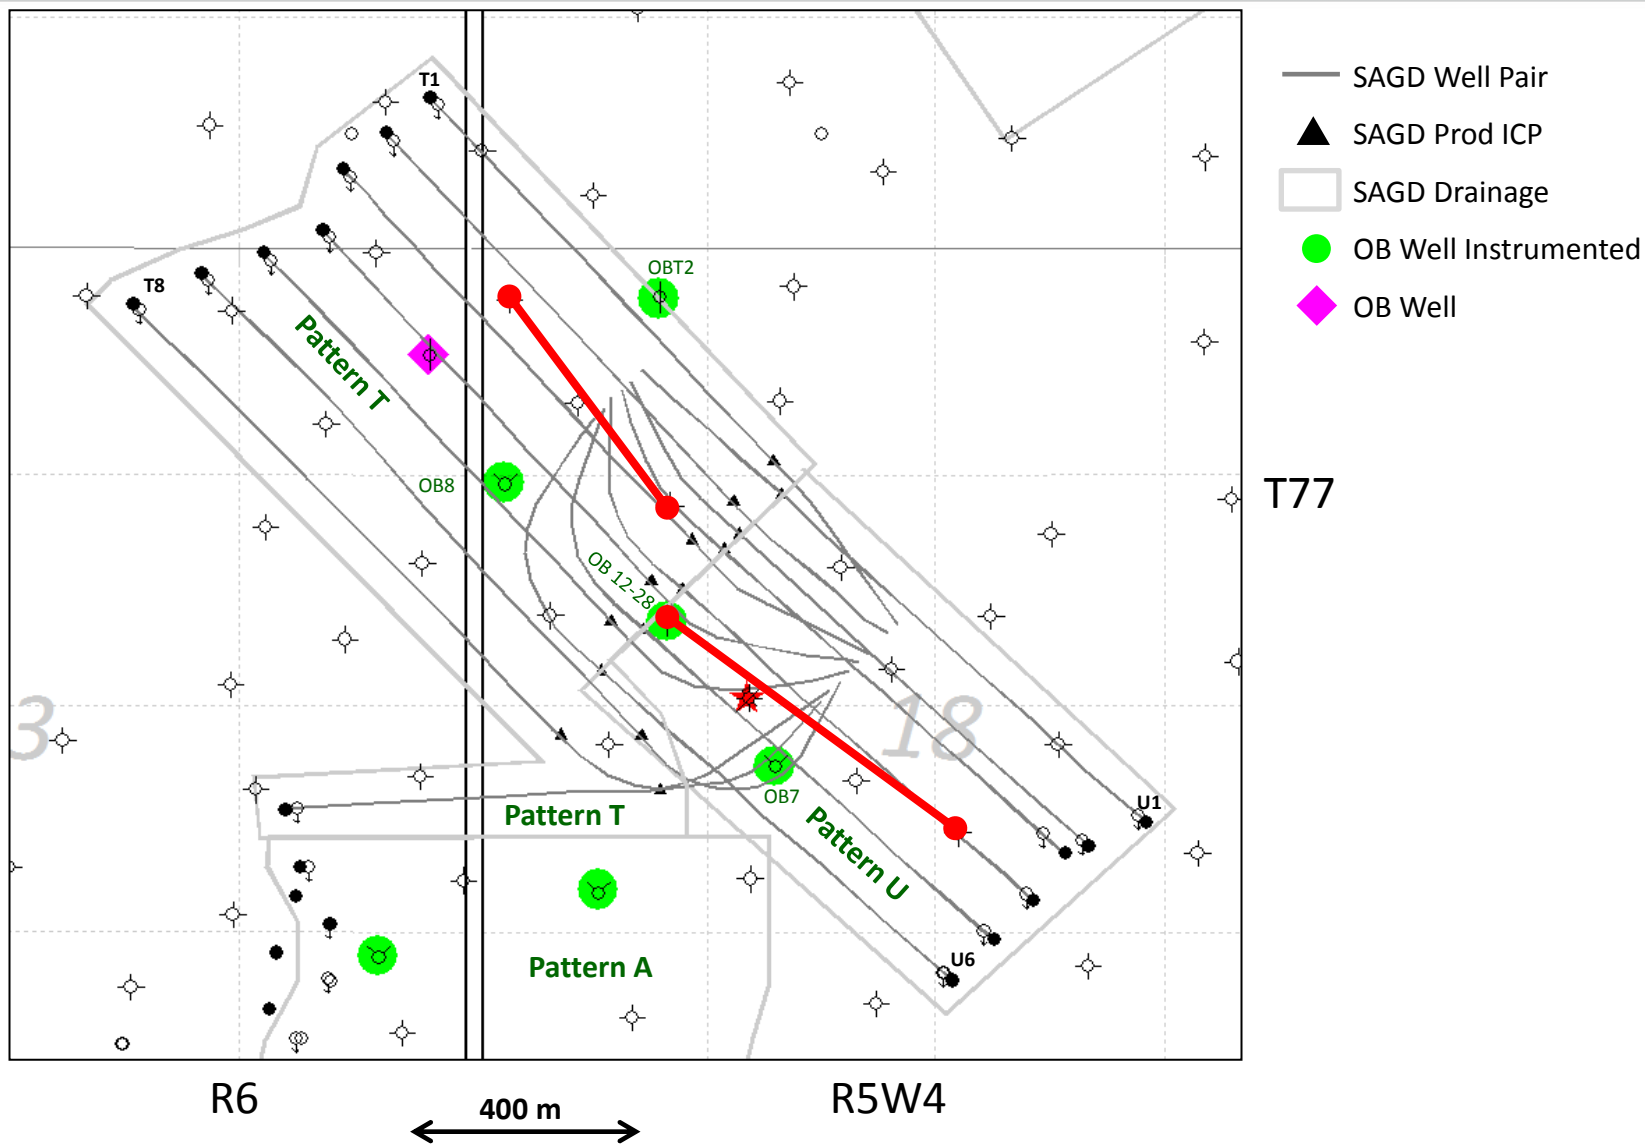 T1
SAGD Well Pair
SAGD Prod ICP
SAGD Drainage
OB Well Instrumented
OB Well
OBT2
T8
Pattern T
OB8
T77
OB 12-28
3
18
OB7
U1
Pattern T
Pattern U
U6
Pattern A
R6
R5W4
400 m